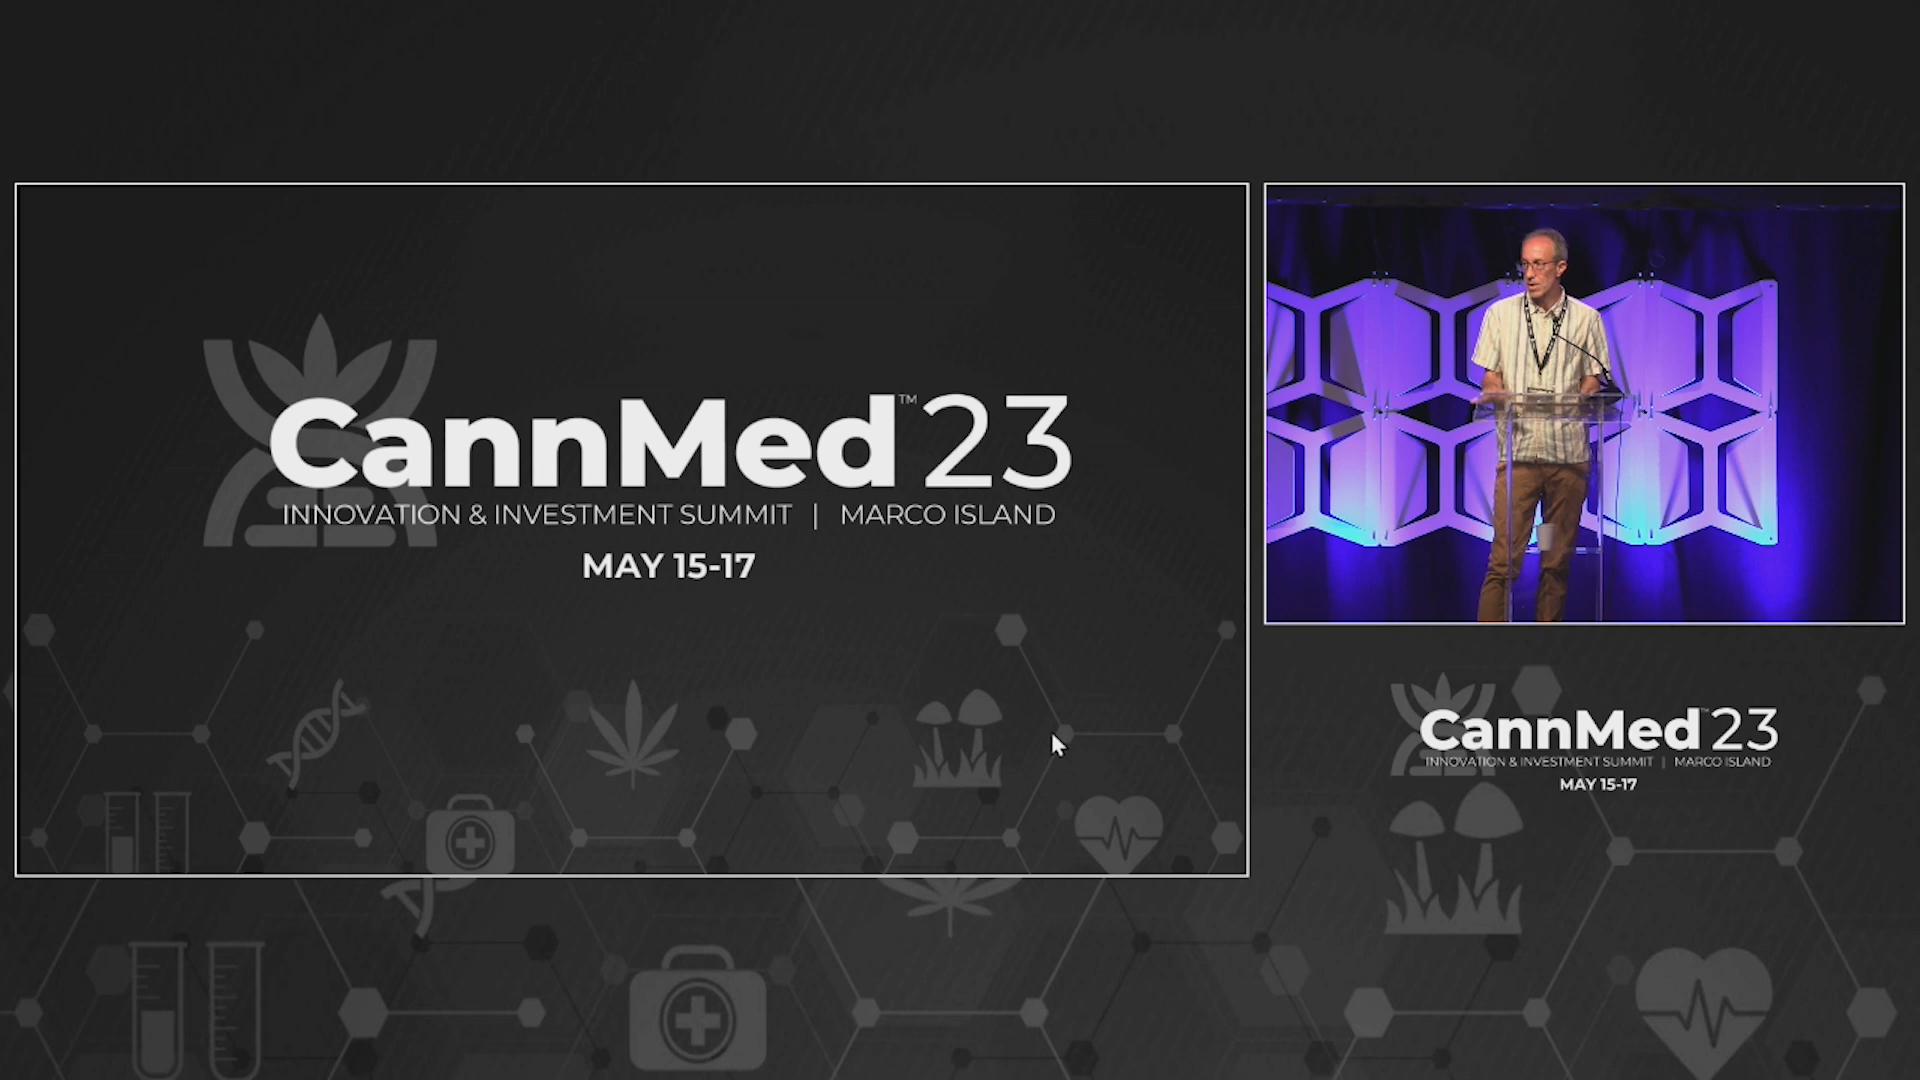 CannMed™23
INNOVATION & INVESTMENT SUMMIT | MARCO ISLAND
MAY 15-17
CannMed™23
INNOVATION & INVESTMENT SUMMIT | MARCO ISLAND
MAY 15-17